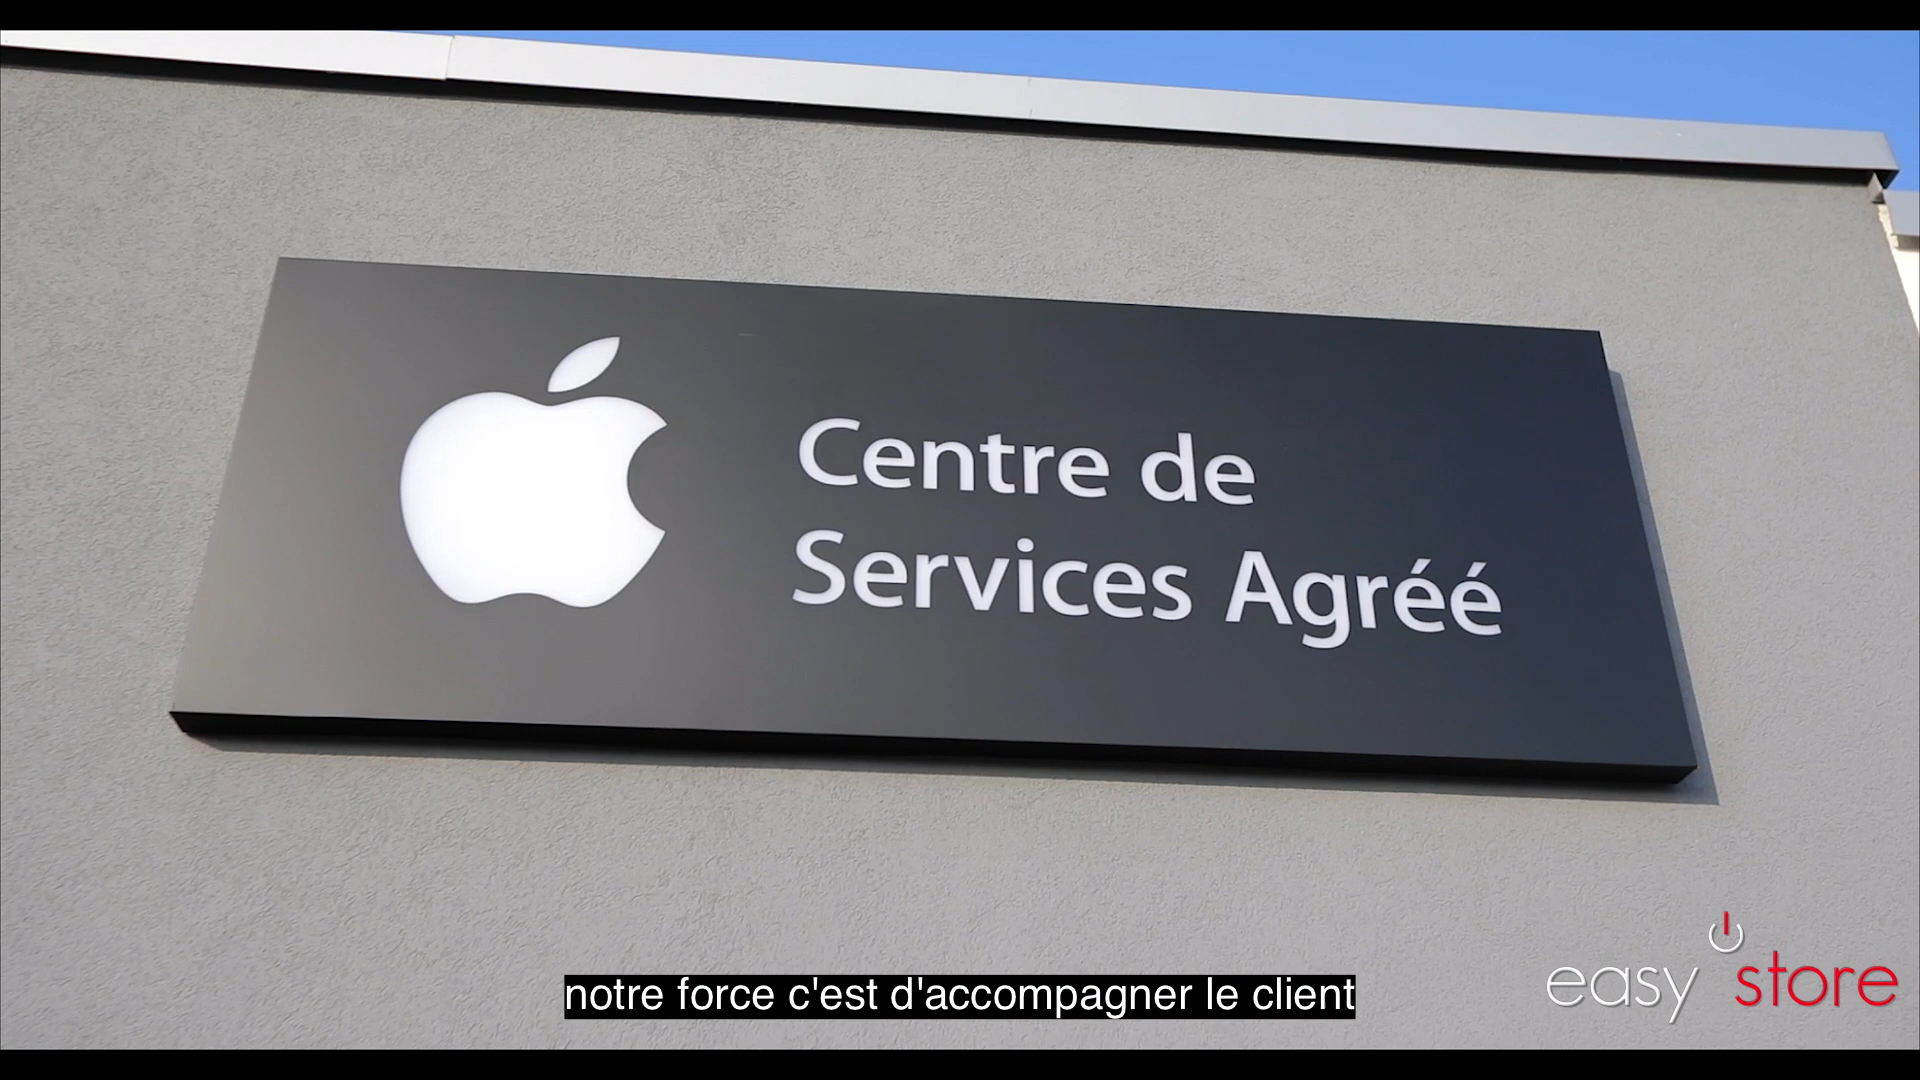 Centre de
Services Agréé
notre force c'est d'accompagner le client
easy store